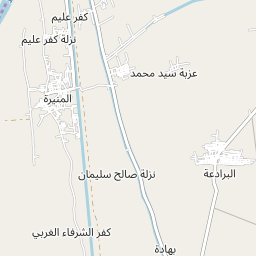 كفر عليم
نزلة كفر عليم
عزبة سيد محمد
المنيرة
البرادعة
نزلة صالح سليمان
كفر الشرفاء الغربي
بهادة